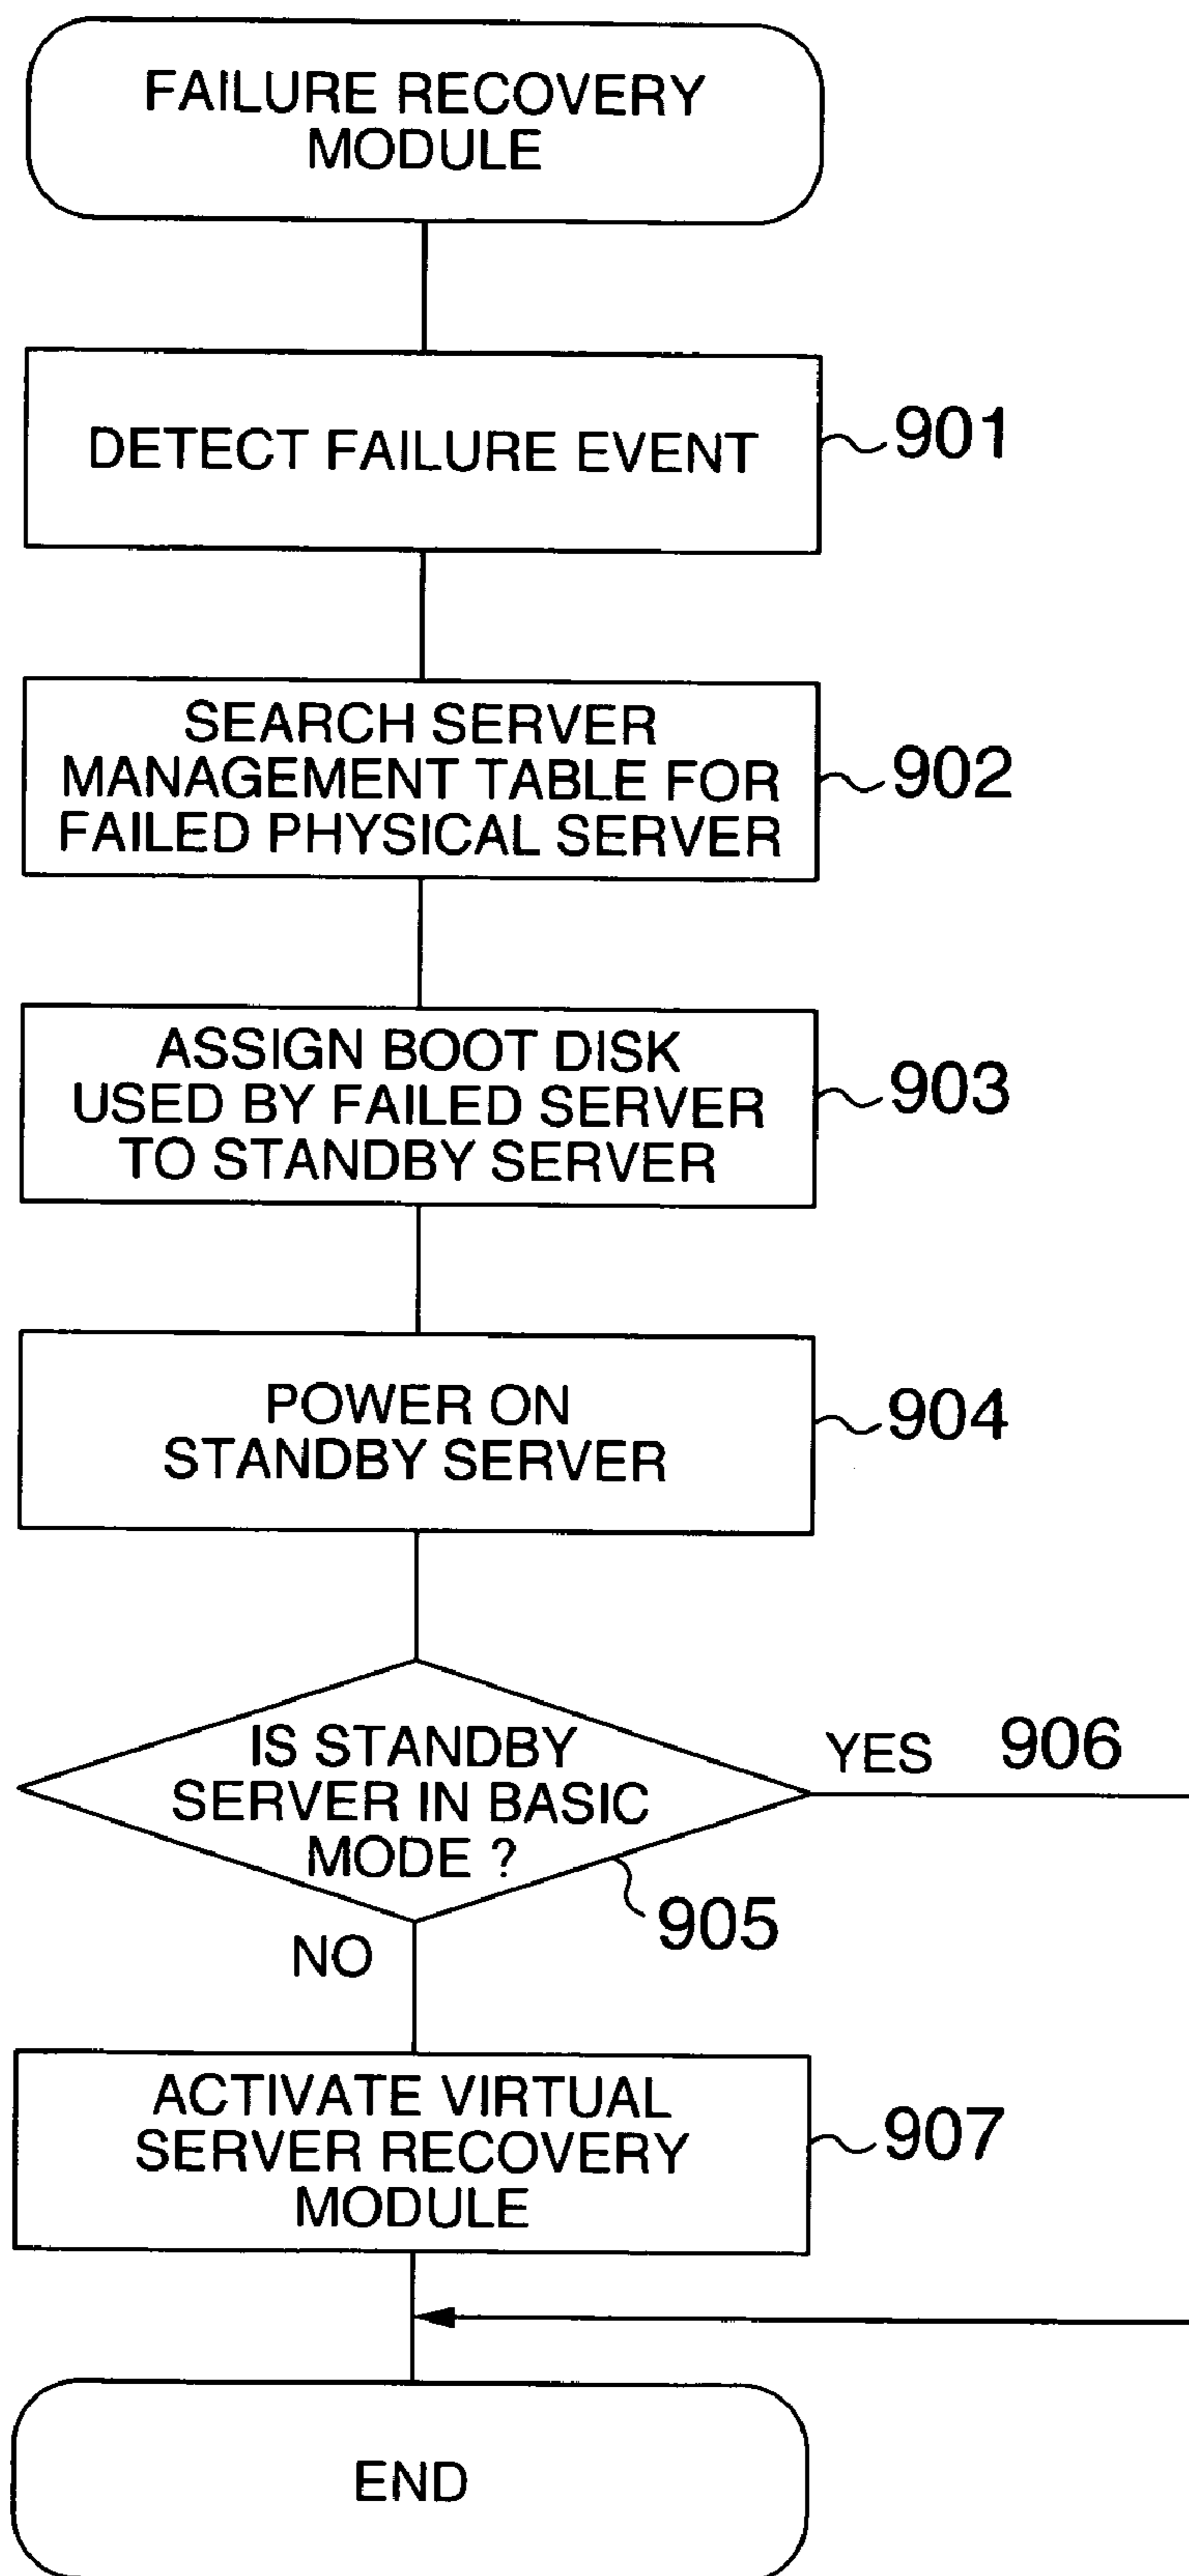 FAILURE RECOVERY
MODULE
DETECT FAILURE EVENT
901
SEARCH SERVER
MANAGEMENT TABLE FOR
FAILED PHYSICAL SERVER
902
ASSIGN BOOT DISK
USED BY FAILED SERVER
TO STANDBY SERVER
903
POWER ON
STANDBY SERVER
904
IS STANDBY
SERVER IN BASIC
MODE ?
YES 906
905
NO
ACTIVATE VIRTUAL
SERVER RECOVERY
MODULE
907
END